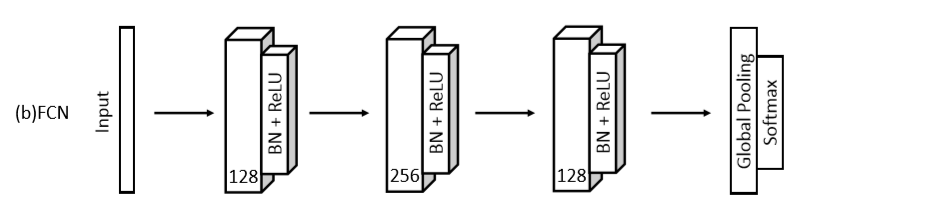 (b)FCN
Input
128
BN + ReLU
256
BN + ReLU
128
BN + ReLU
Global Pooling
Softmax